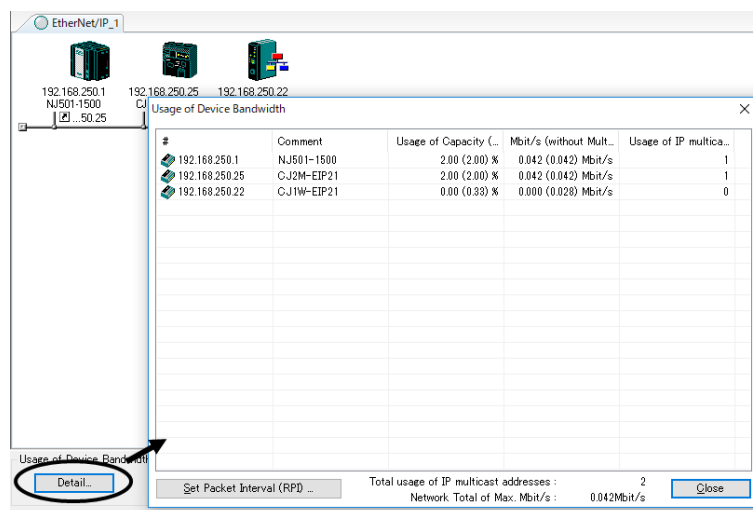 EtherNet/IP_1
192.168.250.1 192.168.250.25 192.168.250.22
NJ501-1500 CJ
...50.25
Usage of Device Bandwidth
# Comment Usage of Capacity (... Mbit/s (without Mult... Usage of IP multica...
192.168.250.1 NJ501-1500 2.00 (2.00) % 0.042 (0.042) Mbit/s 1
192.168.250.25 CJ2M-EIP21 2.00 (2.00) % 0.042 (0.042) Mbit/s 1
192.168.250.22 CJ1W-EIP21 0.00 (0.33) % 0.000 (0.028) Mbit/s 0
Usage of Device Bandwidth
Detail...
Set Packet Interval (RPI) ...
Total usage of IP multicast addresses : 2
Network Total of Max. Mbit/s : 0.042Mbit/s
Close